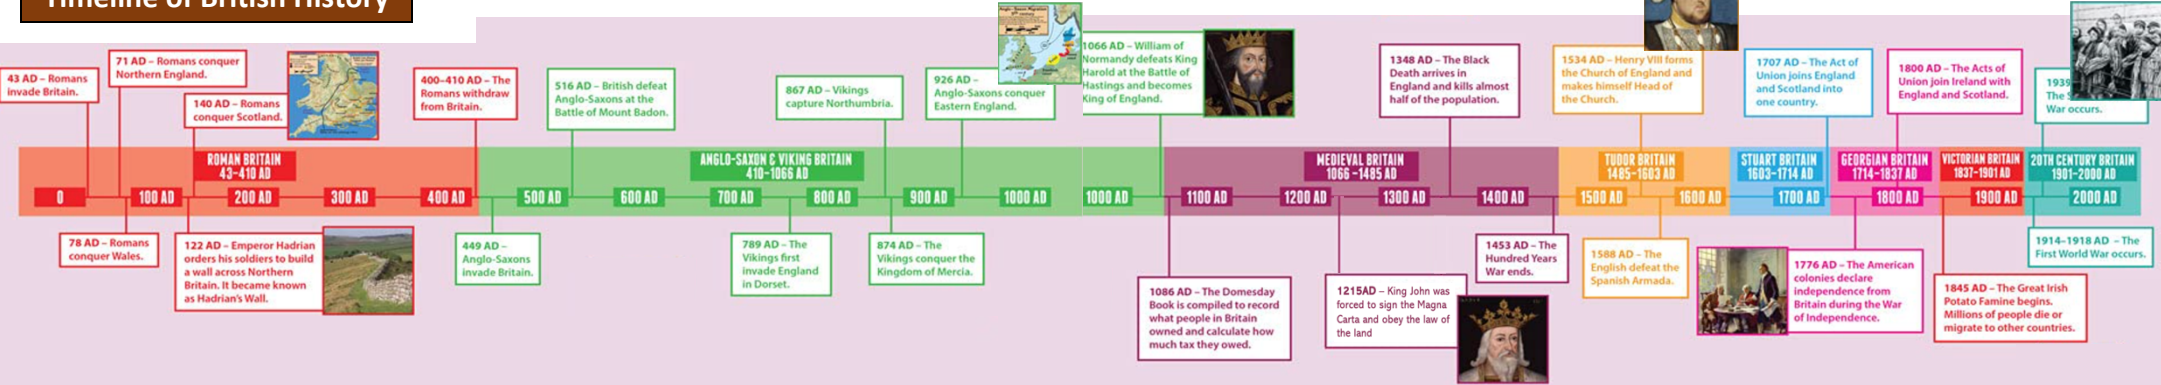 Timeline of British History
43 AD – Romans
invade Britain.
71 AD – Romans conquer
Northern England.
140 AD – Romans
conquer Scotland.
400–410 AD – The
Romans withdraw
from Britain.
516 AD – British defeat
Anglo-Saxons at the
Battle of Mount Badon.
867 AD – Vikings
capture Northumbria.
926 AD –
Anglo-Saxons conquer
Eastern England.
1066 AD – William of
Normandy defeats King
Harold at the Battle of
Hastings and becomes
King of England.
1348 AD – The Black
Death arrives in
England and kills almost
half of the population.
1534 AD – Henry VIII forms
the Church of England and
makes himself Head of
the Church.
1707 AD – The Act of
Union joins England
and Scotland into
one country.
1800 AD – The Acts of
Union join Ireland with
England and Scotland.
1939
The S
War occurs.
ROMAN BRITAIN
43–410 AD
ANGLO-SAXON & VIKING BRITAIN
410–1066 AD
MEDIEVAL BRITAIN
1066 –1485 AD
TUDOR BRITAIN
1485–1603 AD
STUART BRITAIN
1603–1714 AD
GEORGIAN BRITAIN
1714–1837 AD
VICTORIAN BRITAIN
1837–1901 AD
20TH CENTURY BRITAIN
1901–2000 AD
0 100 AD 200 AD 300 AD 400 AD 500 AD 600 AD 700 AD 800 AD 900 AD 1000 AD 1000 AD 1100 AD 1200 AD 1300 AD 1400 AD 1500 AD 1600 AD 1700 AD 1800 AD 1900 AD 2000 AD
78 AD – Romans
conquer Wales.
122 AD – Emperor Hadrian
orders his soldiers to build
a wall across Northern
Britain. It became known
as Hadrian's Wall.
449 AD –
Anglo-Saxons
invade Britain.
789 AD – The
Vikings first
invade England
in Dorset.
874 AD – The
Vikings conquer the
Kingdom of Mercia.
1086 AD – The Domesday
Book is compiled to record
what people in Britain
owned and calculate how
much tax they owed.
1215AD – King John was
forced to sign the Magna
Carta and obey the law of
the land
1453 AD – The
Hundred Years
War ends.
1588 AD – The
English defeat the
Spanish Armada.
1776 AD – The American
colonies declare
independence from
Britain during the War
of Independence.
1845 AD – The Great Irish
Potato Famine begins.
Millions of people die or
migrate to other countries.
1914–1918 AD – The
First World War occurs.